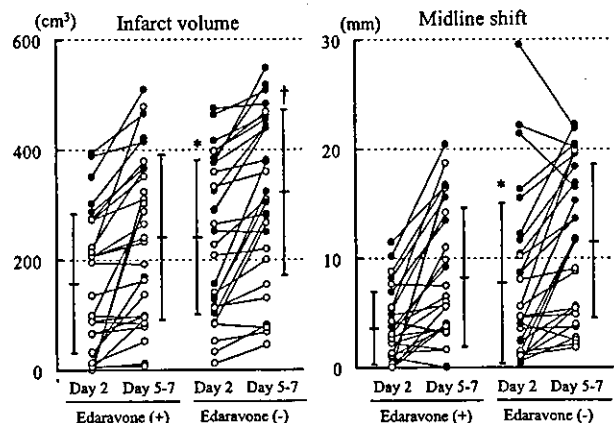 (cm³) Infarct volume
600
400
200
0
*
†
Day 2 Day 5-7 Day 2 Day 5-7
Edaravone (+) Edaravone (-)
(mm) Midline shift
30
20
10
0
*
Day 2 Day 5-7 Day 2 Day 5-7
Edaravone (+) Edaravone (-)